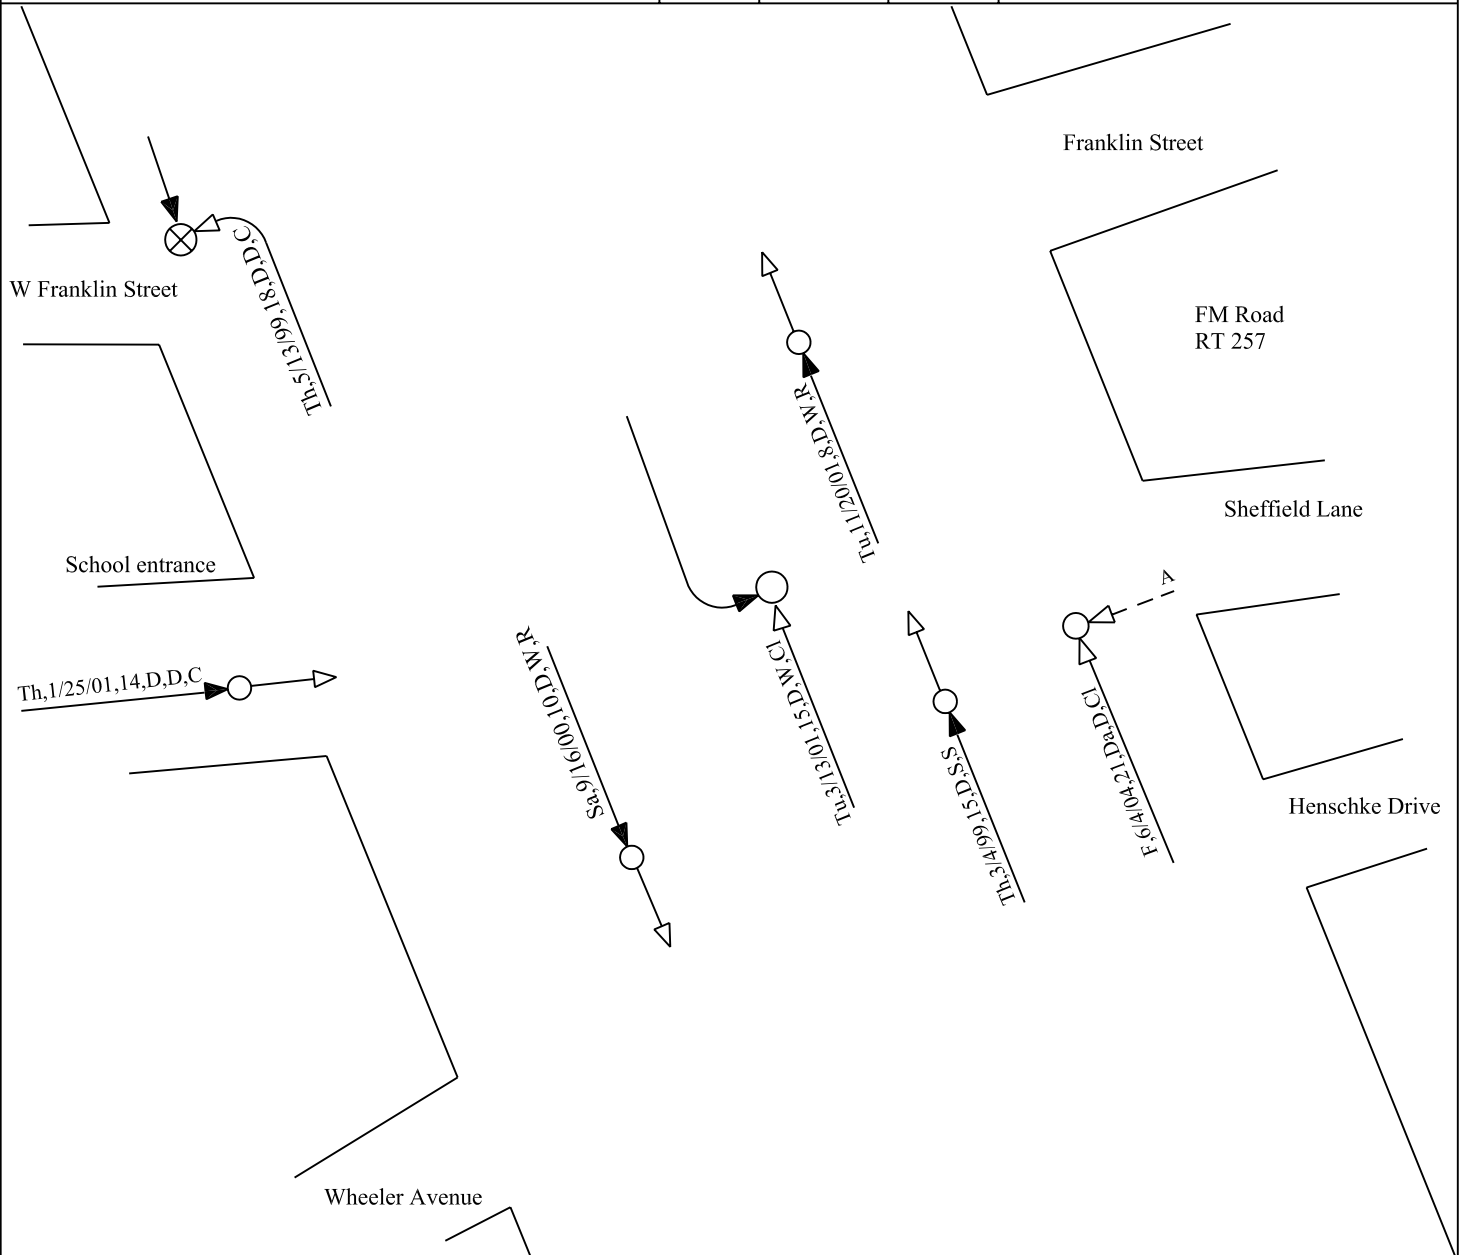 Franklin Street
W Franklin Street
Th,5/13/99,18,D,D,C
FM Road
RT 257
Tu,11/20/01,8,D,W,R
Sheffield Lane
School entrance
A
Th,1/25/01,14,D,D,C
Sa,9/16/00,10,D,W,R
Tu,3/13/01,15,D,W,Cl
Th,3/4/99,15,D,S,S
F,6/4/04,21,Da,D,Cl
Henschke Drive
Wheeler Avenue